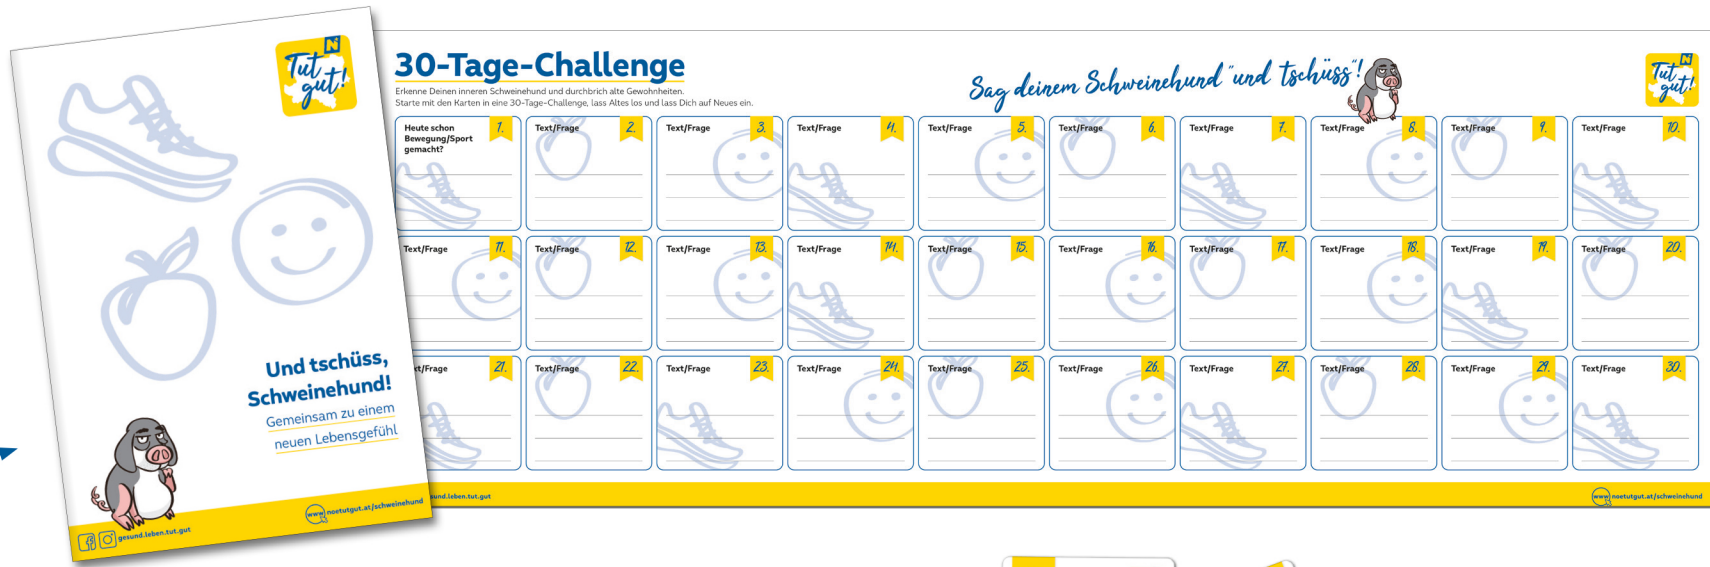 Tut
gut!
Und tschüss,
Schweinehund!
Gemeinsam zu einem
neuen Lebensgefühl
gesund.leben.tut.gut
www noetutgut.at/schweinehund
30-Tage-Challenge
Erkenne Deinen inneren Schweinehund und durchbrich alte Gewohnheiten.
Starte mit den Karten in eine 30-Tage-Challenge, lass Altes los und lass Dich auf Neues ein.
Sag deinem Schweinehund "und tschüss"!
Tut
gut!
Heute schon
Bewegung/Sport
gemacht?
1.
Text/Frage 2.
Text/Frage 3.
Text/Frage 4.
Text/Frage 5.
Text/Frage 6.
Text/Frage 7.
Text/Frage 8.
Text/Frage 9.
Text/Frage 10.
Text/Frage 11.
Text/Frage 12.
Text/Frage 13.
Text/Frage 14.
Text/Frage 15.
Text/Frage 16.
Text/Frage 17.
Text/Frage 18.
Text/Frage 19.
Text/Frage 20.
xt/Frage 21.
Text/Frage 22.
Text/Frage 23.
Text/Frage 24.
Text/Frage 25.
Text/Frage 26.
Text/Frage 27.
Text/Frage 28.
Text/Frage 29.
Text/Frage 30.
sund.leben.tut.gut
www noetutgut.at/schweinehund